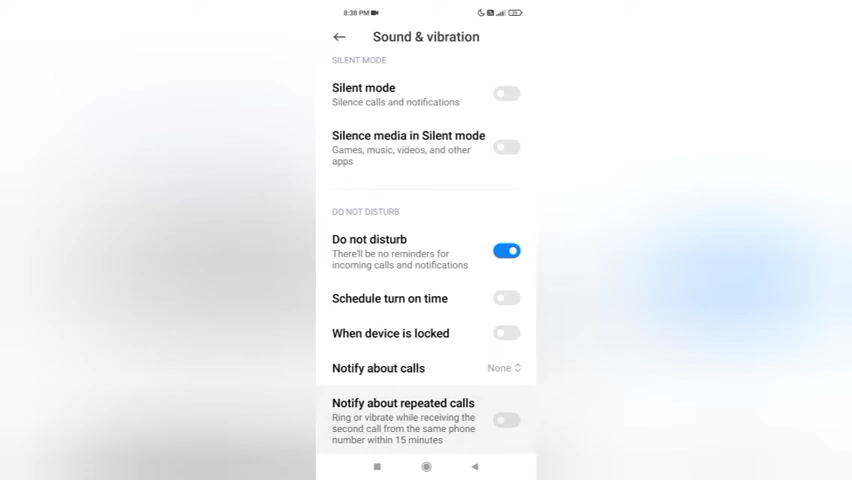 8:38 PM
Sound & vibration
SILENT MODE
Silent mode
Silence calls and notifications
Silence media in Silent mode
Games, music, videos, and other
apps
DO NOT DISTURB
Do not disturb
There'll be no reminders for
incoming calls and notifications
Schedule turn on time
When device is locked
Notify about calls
None
Notify about repeated calls
Ring or vibrate while receiving the
second call from the same phone
number within 15 minutes